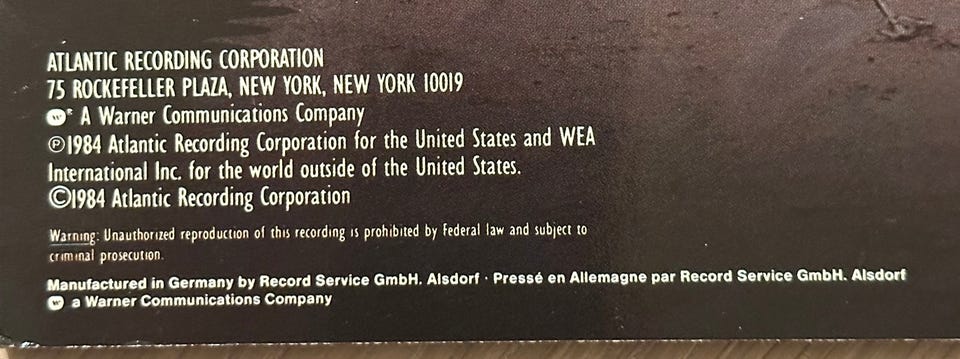 ATLANTIC RECORDING CORPORATION
75 ROCKEFELLER PLAZA, NEW YORK, NEW YORK 10019
w® A Warner Communications Company
℗1984 Atlantic Recording Corporation for the United States and WEA
International Inc. for the world outside of the United States.
©1984 Atlantic Recording Corporation
Warning: Unauthorized reproduction of this recording is prohibited by Federal law and subject to
criminal prosecution.
Manufactured in Germany by Record Service GmbH. Alsdorf · Pressé en Allemagne par Record Service GmbH. Alsdorf
w a Warner Communications Company